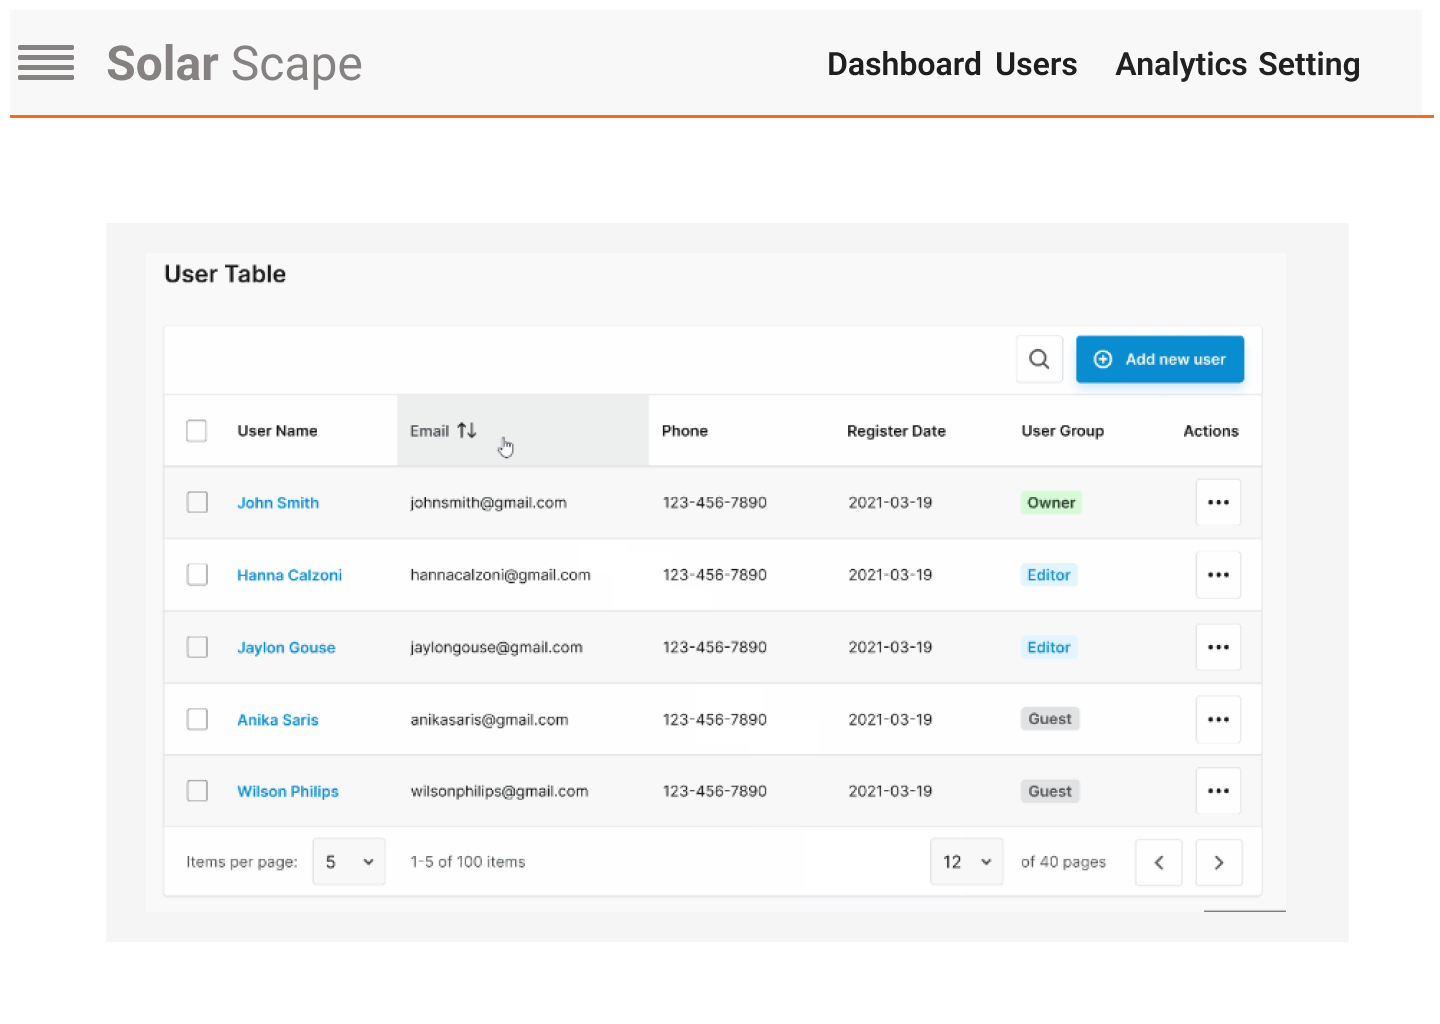 Solar Scape Dashboard Users Analytics Setting
User Table
Add new user
User Name Email Phone Register Date User Group Actions
John Smith johnsmith@gmail.com 123-456-7890 2021-03-19 Owner
Hanna Calzoni hannacalzoni@gmail.com 123-456-7890 2021-03-19 Editor
Jaylon Gouse jaylongouse@gmail.com 123-456-7890 2021-03-19 Editor
Anika Saris anikasaris@gmail.com 123-456-7890 2021-03-19 Guest
Wilson Philips wilsonphilips@gmail.com 123-456-7890 2021-03-19 Guest
Items per page: 5 1-5 of 100 items 12 of 40 pages